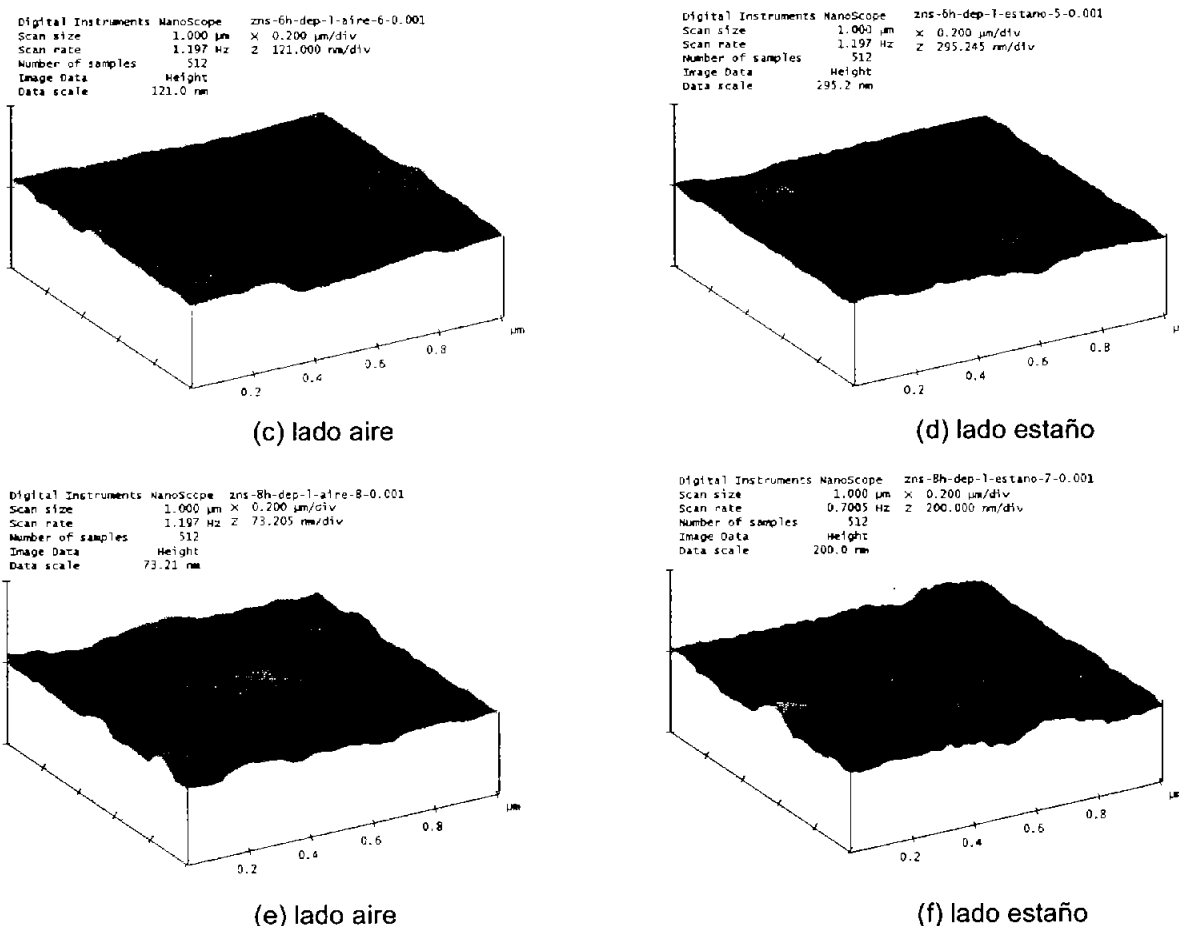 Digital Instruments NanoScope zns-6h-dep-1-aire-6-0.001
Scan size 1.000 µm X 0.200 µm/div
Scan rate 1.197 Hz Z 121.000 nm/div
Number of samples 512
Image Data Height
Data scale 121.0 nm
µm
0.8
0.6
0.4
0.2
(c) lado aire
Digital Instruments NanoScope zns-6h-dep-1-estano-5-0.001
Scan size 1.000 µm X 0.200 µm/div
Scan rate 1.197 Hz Z 295.245 nm/div
Number of samples 512
Image Data Height
Data scale 295.2 nm
0.8
0.6
0.4
0.2
(d) lado estaño
Digital Instruments NanoScope zns-8h-dep-1-aire-8-0.001
Scan size 1.000 µm X 0.200 µm/div
Scan rate 1.197 Hz Z 73.205 nm/div
Number of samples 512
Image Data Height
Data scale 73.21 nm
µm
0.8
0.6
0.4
0.2
(e) lado aire
Digital Instruments NanoScope zns-8h-dep-1-estano-7-0.001
Scan size 1.000 µm X 0.200 µm/div
Scan rate 0.7005 Hz Z 200.000 nm/div
Number of samples 512
Image Data Height
Data scale 200.0 nm
µm
0.8
0.6
0.4
0.2
(f) lado estaño